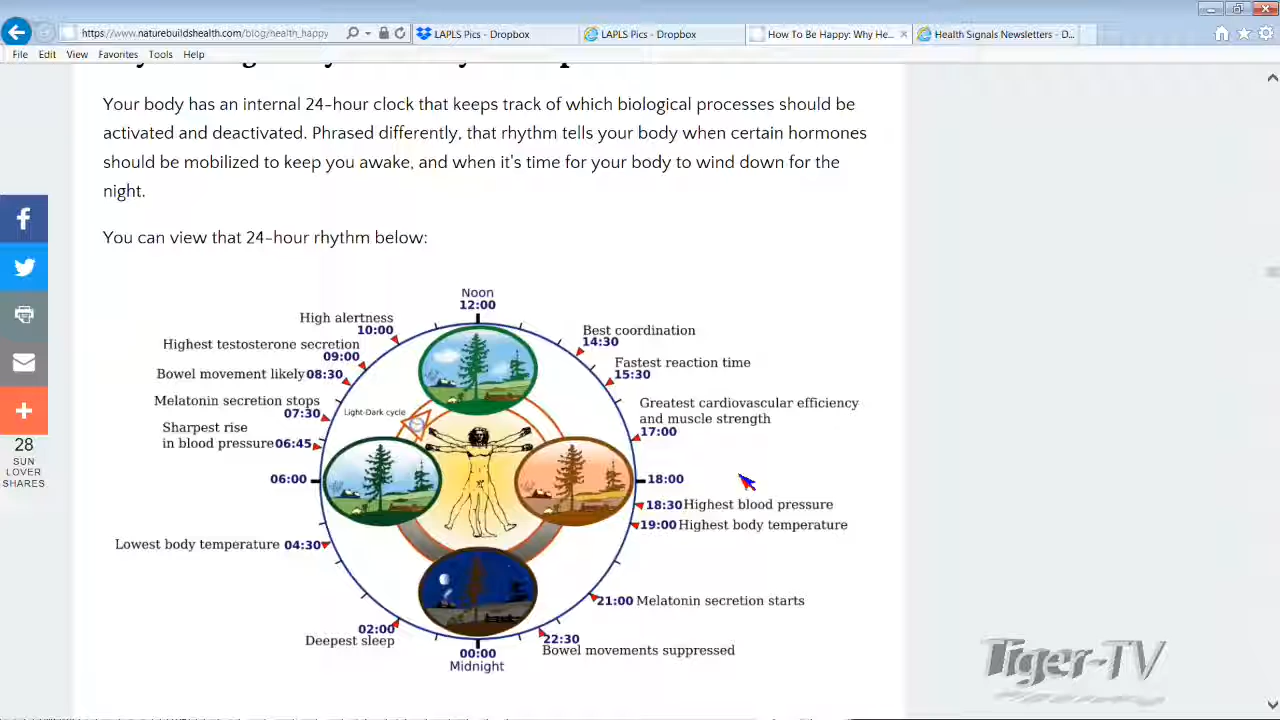 https://www.naturebuildshealth.com/blog/health_happy
LAPLS Pics - Dropbox
LAPLS Pics - Dropbox
How To Be Happy: Why He...
Health Signals Newsletters - D...
File Edit View Favorites Tools Help
Your body has an internal 24-hour clock that keeps track of which biological processes should be
activated and deactivated. Phrased differently, that rhythm tells your body when certain hormones
should be mobilized to keep you awake, and when it's time for your body to wind down for the
night.
You can view that 24-hour rhythm below:
28
SUN
LOVER
SHARES
Noon
12:00
High alertness
10:00
Highest testosterone secretion
09:00
Bowel movement likely 08:30
Melatonin secretion stops
07:30
Sharpest rise
in blood pressure 06:45
06:00
Lowest body temperature 04:30
02:00
Deepest sleep
Light-Dark cycle
Best coordination
14:30
Fastest reaction time
15:30
Greatest cardiovascular efficiency
and muscle strength
17:00
18:00
18:30 Highest blood pressure
19:00 Highest body temperature
21:00 Melatonin secretion starts
22:30
Bowel movements suppressed
00:00
Midnight
Tiger-TV